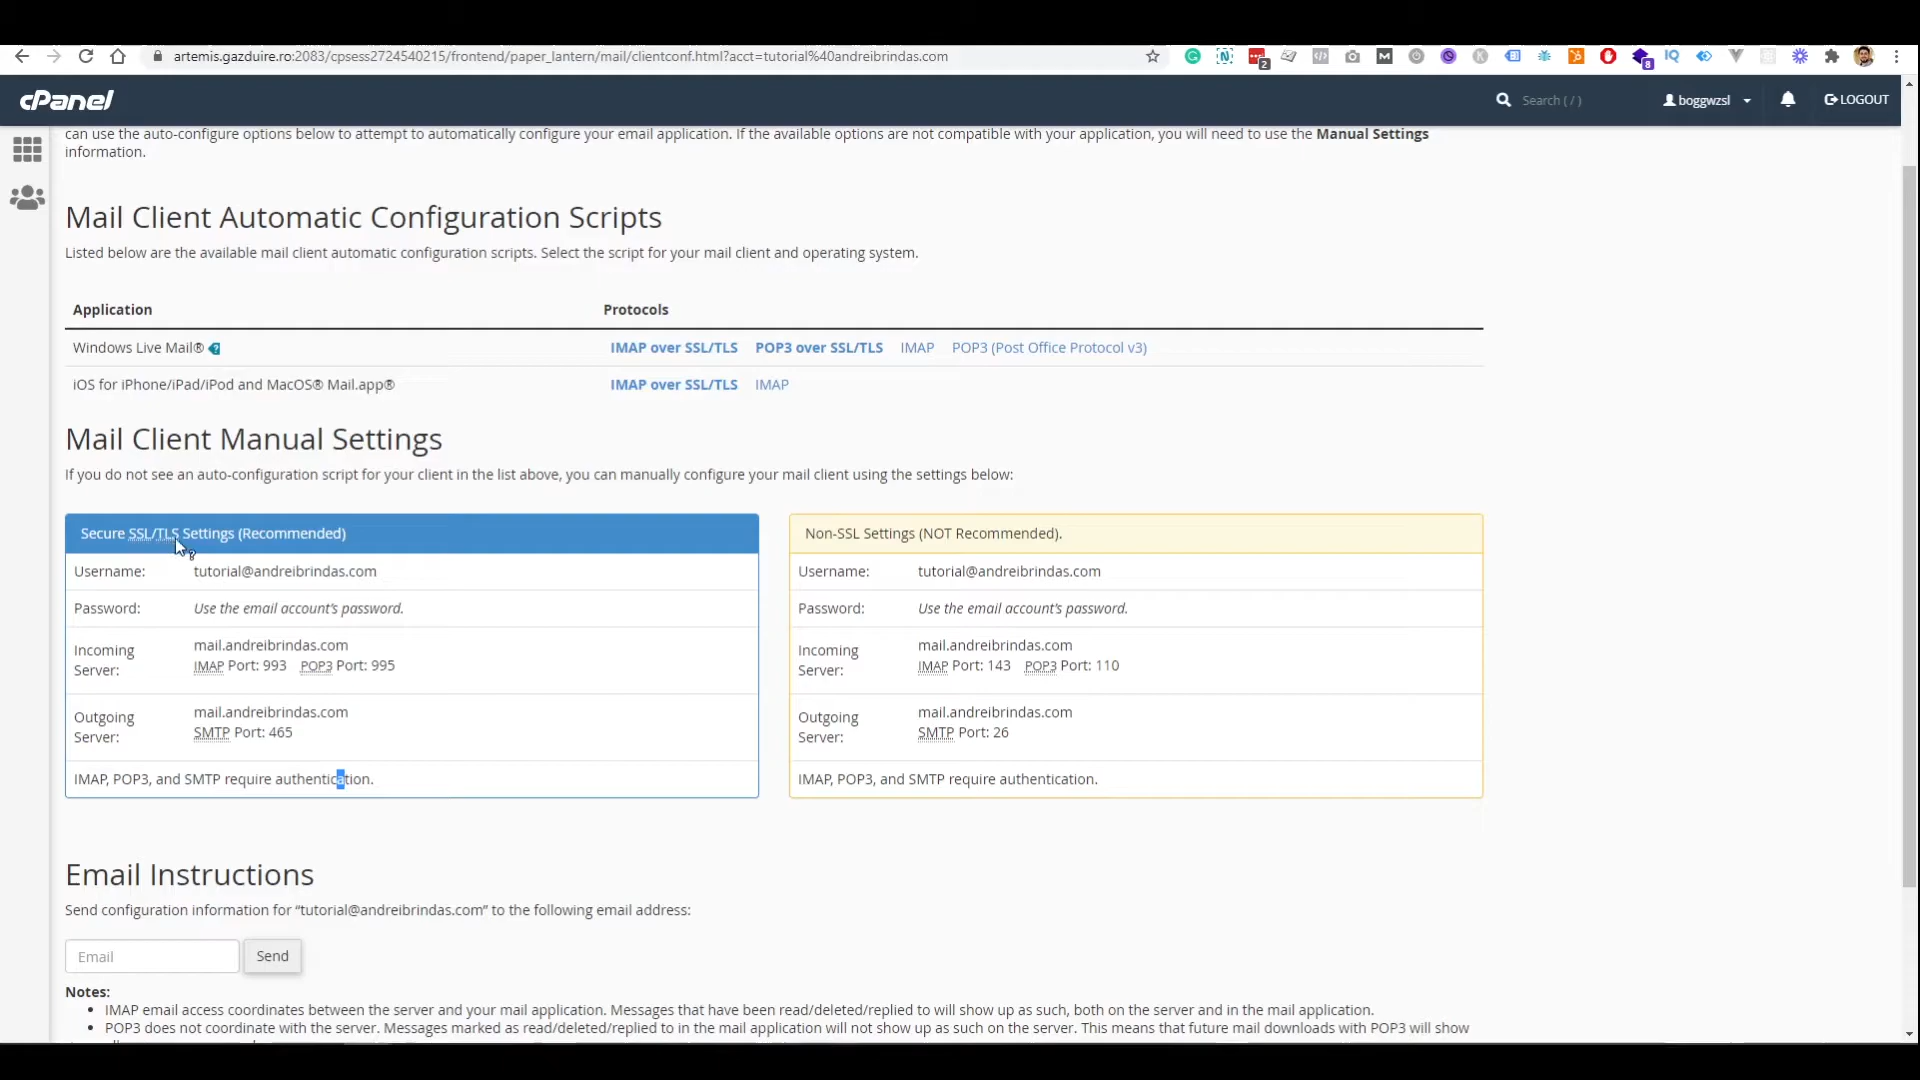 artemis.gazduire.ro:2083/cpsess2724540215/frontend/paper_lantern/mail/clientconf.html?acct=tutorial%40andreibrindas.com
2
8
cPanel
Search ( / )
boggwzsl
LOGOUT
can use the auto-configure options below to attempt to automatically configure your email application. If the available options are not compatible with your application, you will need to use the Manual Settings
information.
Mail Client Automatic Configuration Scripts
Listed below are the available mail client automatic configuration scripts. Select the script for your mail client and operating system.
Application Protocols
Windows Live Mail® IMAP over SSL/TLS POP3 over SSL/TLS IMAP POP3 (Post Office Protocol v3)
iOS for iPhone/iPad/iPod and MacOS® Mail.app® IMAP over SSL/TLS IMAP
Mail Client Manual Settings
If you do not see an auto-configuration script for your client in the list above, you can manually configure your mail client using the settings below:
Secure SSL/TLS Settings (Recommended)
Username: tutorial@andreibrindas.com
Password: Use the email account's password.
Incoming Server: mail.andreibrindas.com
IMAP Port: 993 POP3 Port: 995
Outgoing Server: mail.andreibrindas.com
SMTP Port: 465
IMAP, POP3, and SMTP require authentication.
Non-SSL Settings (NOT Recommended).
Username: tutorial@andreibrindas.com
Password: Use the email account's password.
Incoming Server: mail.andreibrindas.com
IMAP Port: 143 POP3 Port: 110
Outgoing Server: mail.andreibrindas.com
SMTP Port: 26
IMAP, POP3, and SMTP require authentication.
Email Instructions
Send configuration information for “tutorial@andreibrindas.com” to the following email address:
Email Send
Notes:
IMAP email access coordinates between the server and your mail application. Messages that have been read/deleted/replied to will show up as such, both on the server and in the mail application.
POP3 does not coordinate with the server. Messages marked as read/deleted/replied to in the mail application will not show up as such on the server. This means that future mail downloads with POP3 will show